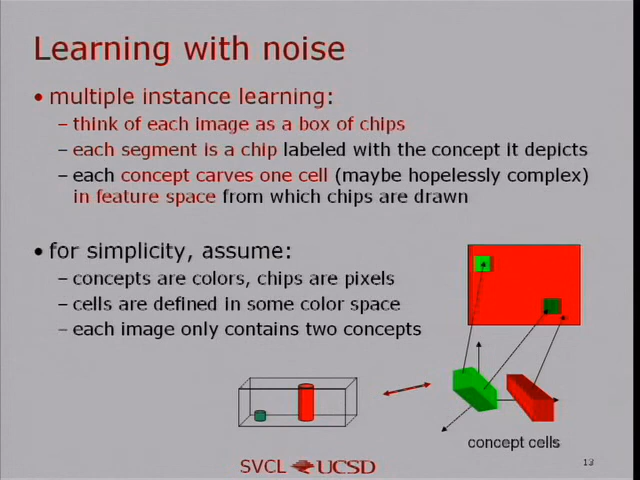 Learning with noise
• multiple instance learning:
– think of each image as a box of chips
– each segment is a chip labeled with the concept it depicts
– each concept carves one cell (maybe hopelessly complex)
in feature space from which chips are drawn
• for simplicity, assume:
– concepts are colors, chips are pixels
– cells are defined in some color space
– each image only contains two concepts
concept cells
SVCL UCSD
13